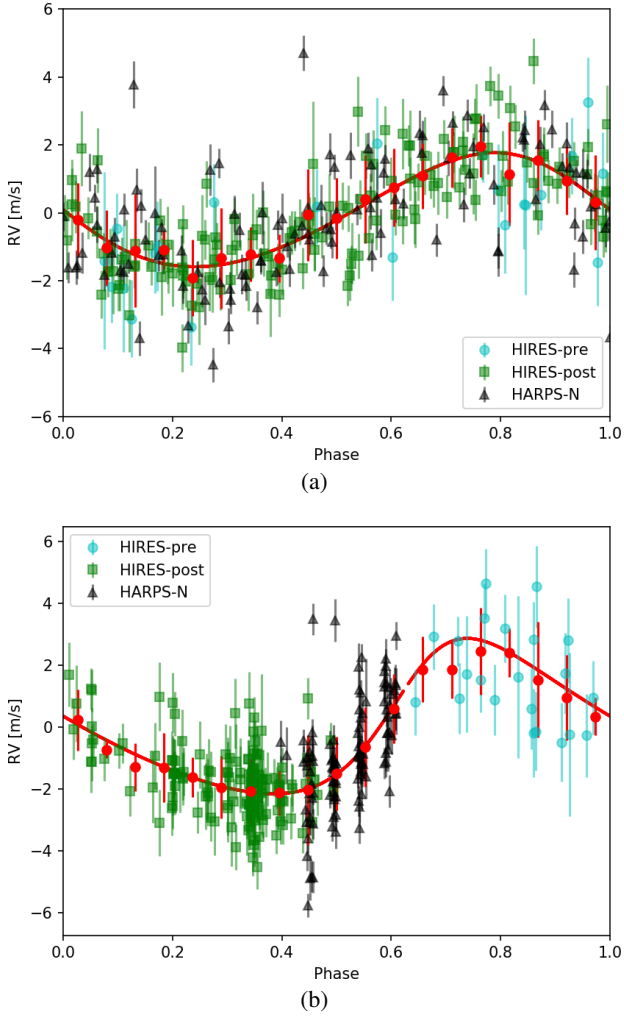 6
4
2
0
−2
−4
−6
RV [m/s]
HIRES-pre
HIRES-post
HARPS-N
0.0 0.2 0.4 0.6 0.8 1.0
Phase
(a)
6
4
2
0
−2
−4
−6
RV [m/s]
HIRES-pre
HIRES-post
HARPS-N
0.0 0.2 0.4 0.6 0.8 1.0
Phase
(b)